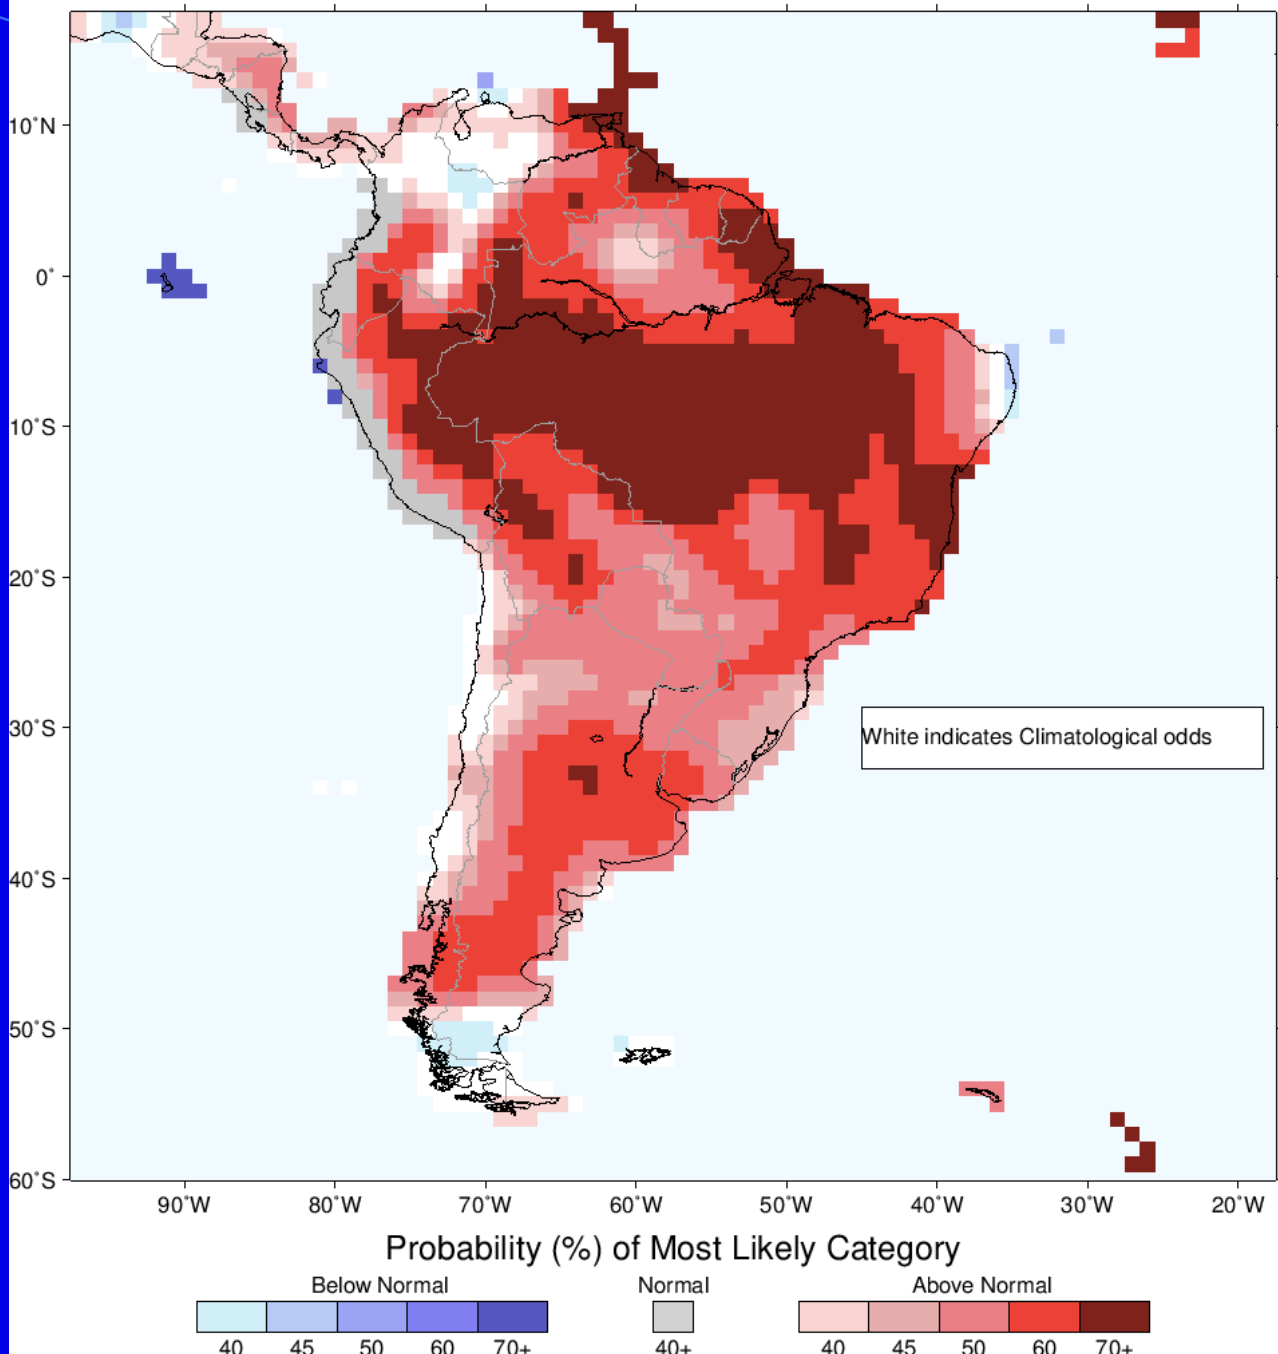 10°N
0°
10°S
20°S
30°S
White indicates Climatological odds
40°S
50°S
60°S
90°W 80°W 70°W 60°W 50°W 40°W 30°W 20°W
Probability (%) of Most Likely Category
Below Normal Normal Above Normal
40 45 50 60 70+ 40+ 40 45 50 60 70+